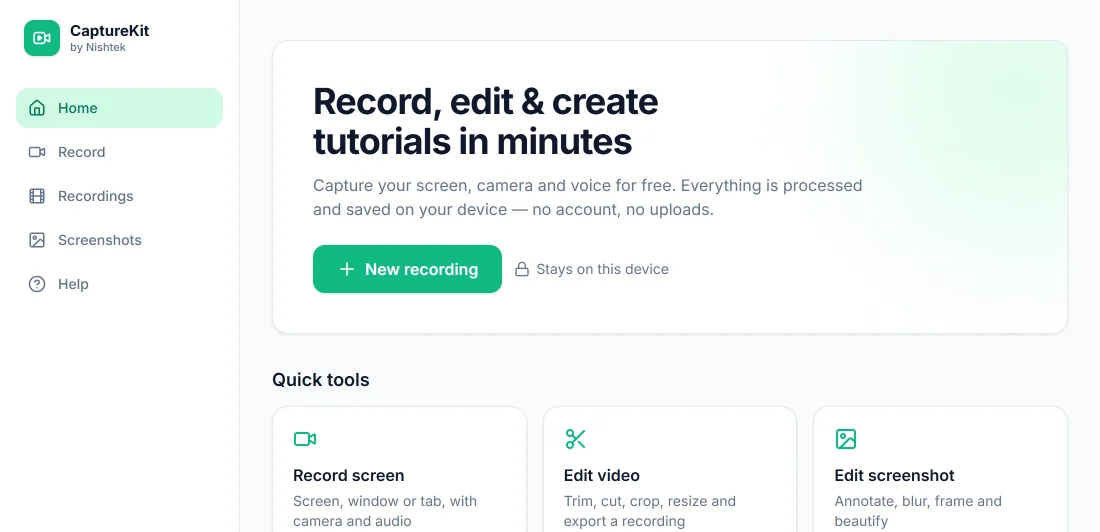 CaptureKit
by Nishtek
Home
Record
Recordings
Screenshots
Help
Record, edit & create
tutorials in minutes
Capture your screen, camera and voice for free. Everything is processed
and saved on your device — no account, no uploads.
New recording
Stays on this device
Quick tools
Record screen
Screen, window or tab, with
camera and audio
Edit video
Trim, cut, crop, resize and
export a recording
Edit screenshot
Annotate, blur, frame and
beautify